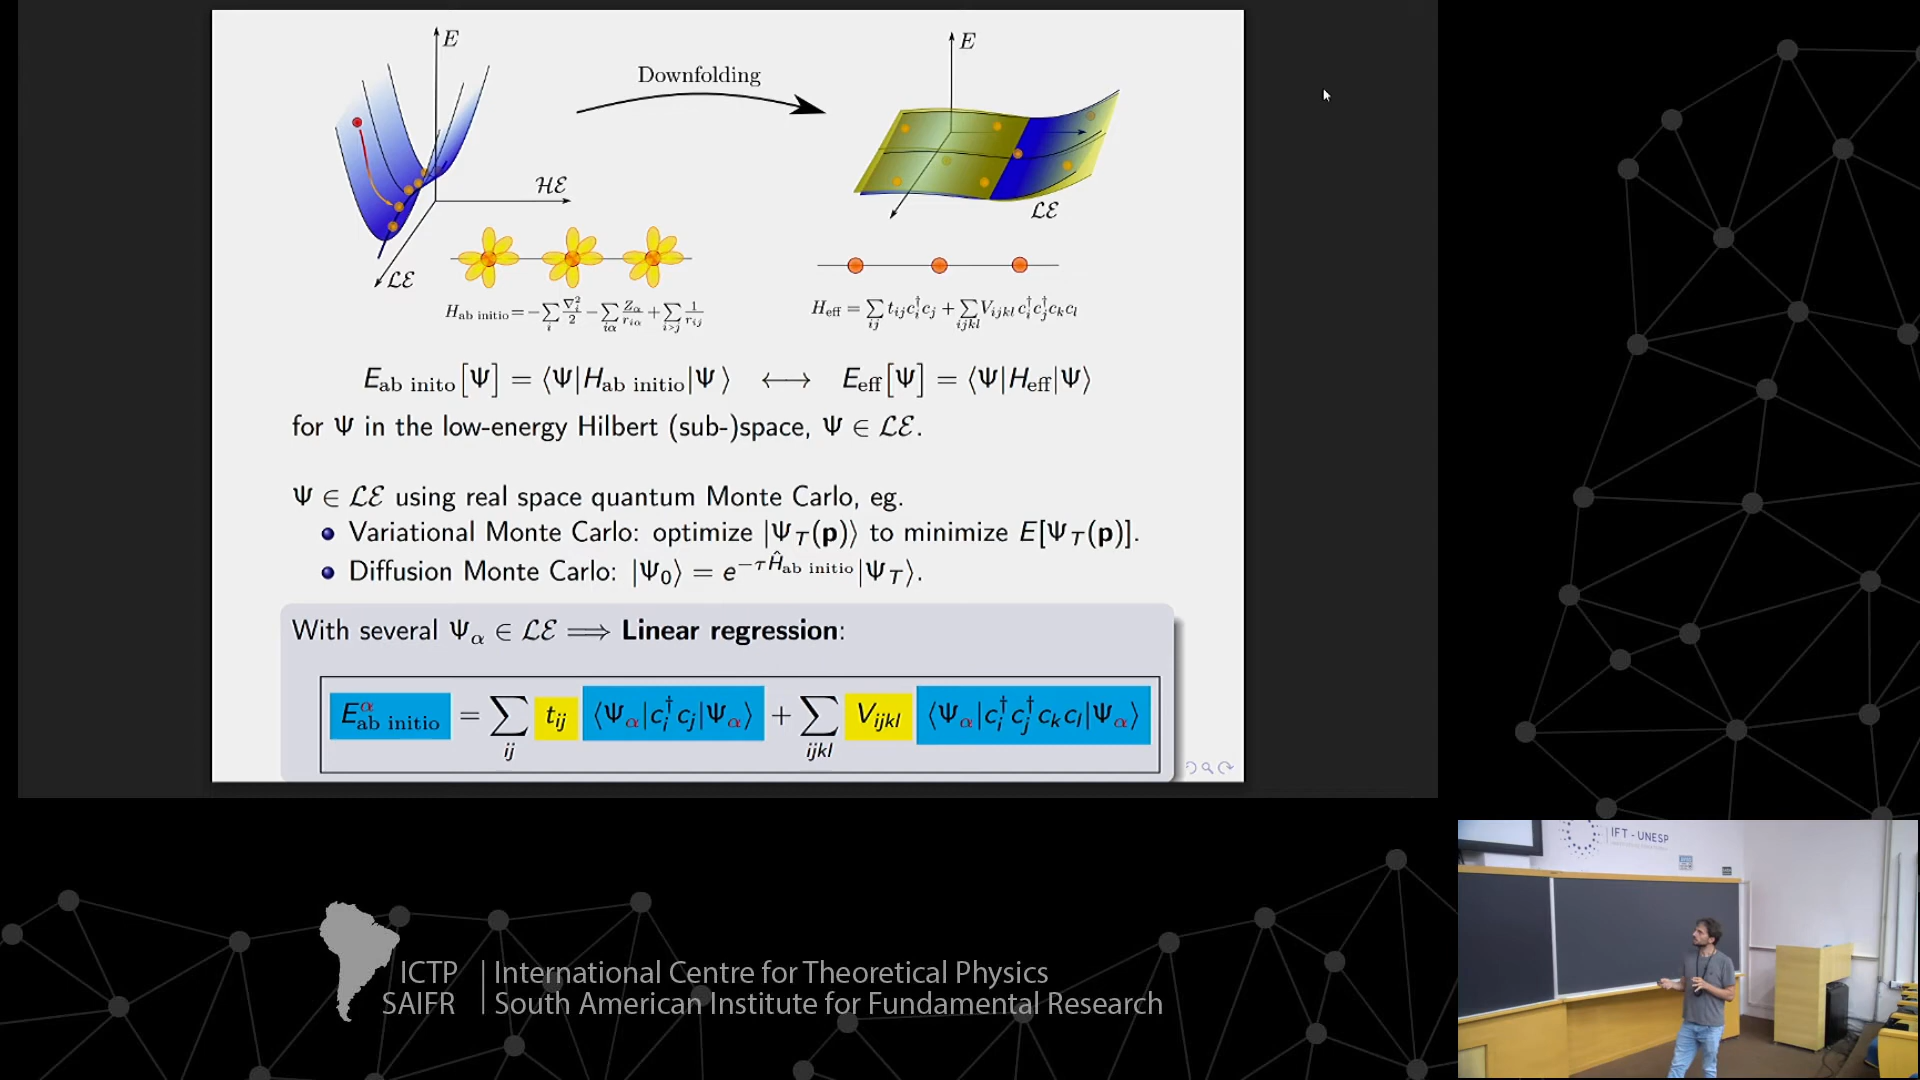 E
Downfolding
E
ℋℰ
ℒℰ
ℒℰ
H_ab initio = −∑_i ∇_i²/2 − ∑_iα Z_α/r_iα + ∑_i>j 1/r_ij
H_eff = ∑_ij t_ij c_i† c_j + ∑_ijkl V_ijkl c_i† c_j† c_k c_l
E_ab inito[Ψ] = ⟨Ψ|H_ab initio|Ψ⟩ ⟷ E_eff[Ψ] = ⟨Ψ|H_eff|Ψ⟩
for Ψ in the low-energy Hilbert (sub-)space, Ψ ∈ ℒℰ.
Ψ ∈ ℒℰ using real space quantum Monte Carlo, eg.
• Variational Monte Carlo: optimize |Ψ_T(p)⟩ to minimize E[Ψ_T(p)].
• Diffusion Monte Carlo: |Ψ_0⟩ = e^{−τĤ_ab initio}|Ψ_T⟩.
With several Ψ_α ∈ ℒℰ ⟹ Linear regression:
E^α_ab initio = ∑_ij t_ij ⟨Ψ_α|c_i† c_j|Ψ_α⟩ + ∑_ijkl V_ijkl ⟨Ψ_α|c_i† c_j† c_k c_l|Ψ_α⟩
IFT - UNESP
ICTP | International Centre for Theoretical Physics
SAIFR | South American Institute for Fundamental Research